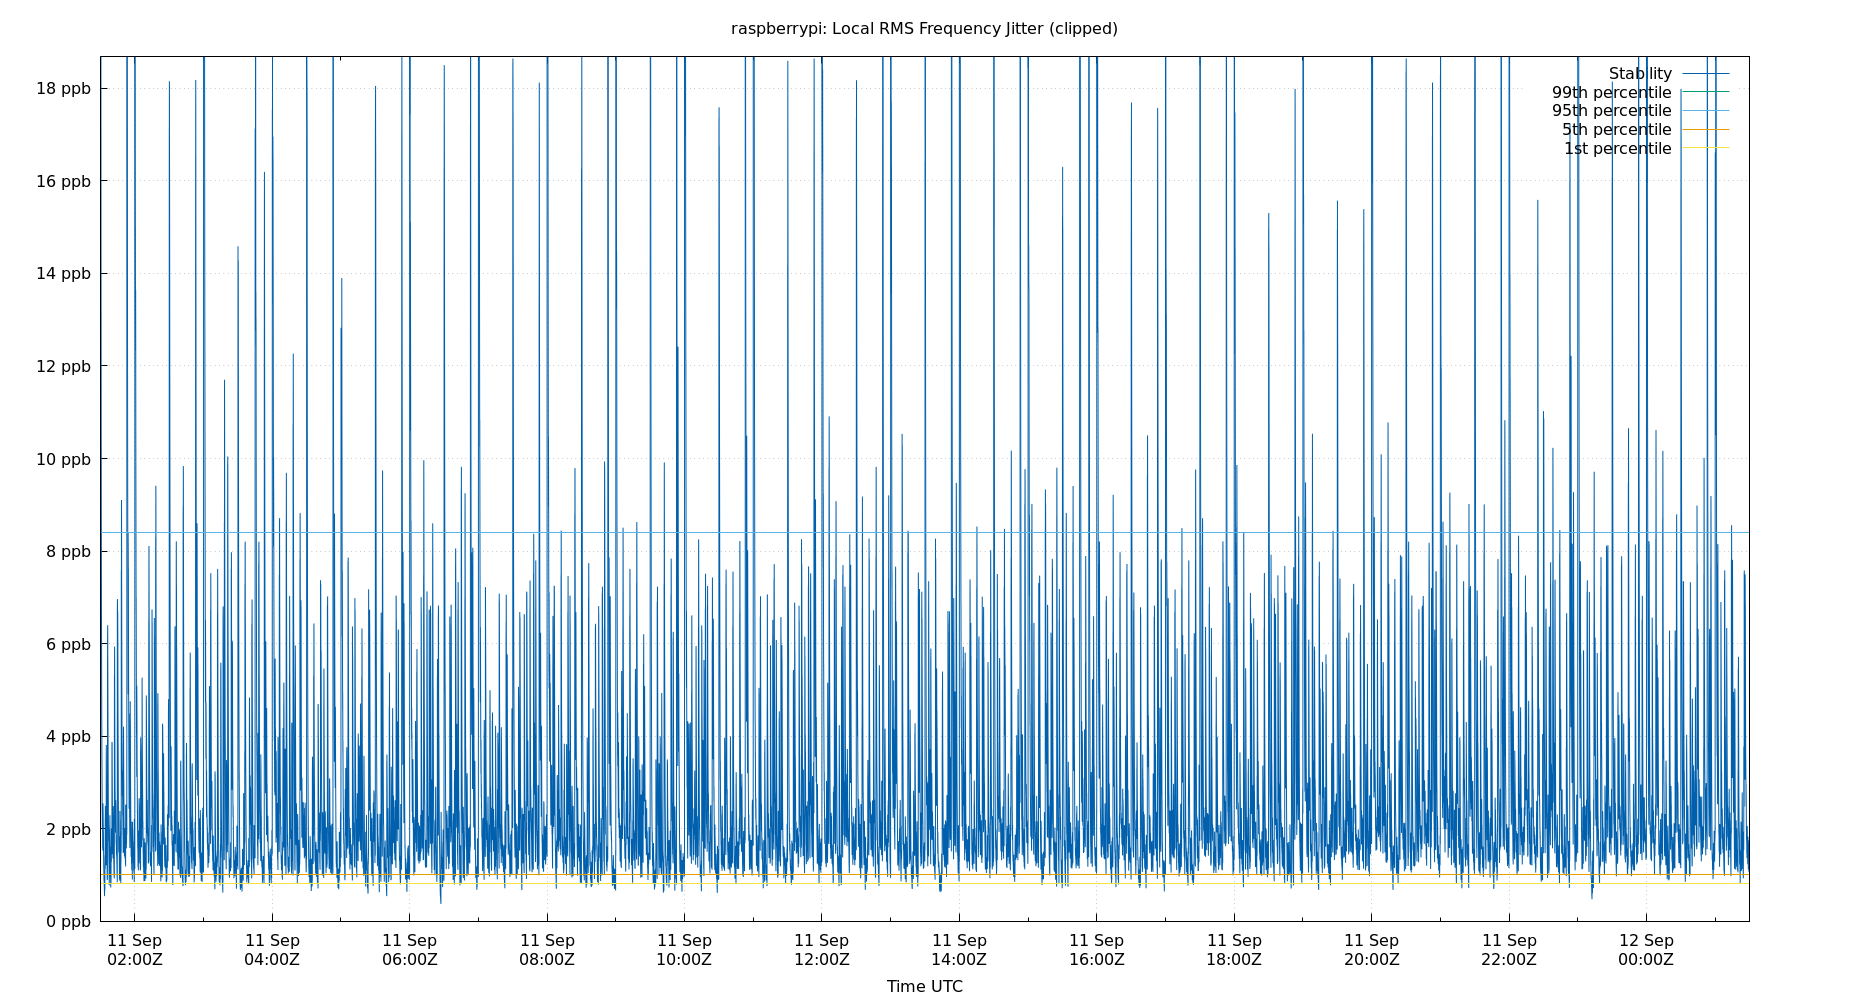 raspberrypi: Local RMS Frequency Jitter (clipped)
Stability
99th percentile
95th percentile
5th percentile
1st percentile
18 ppb
16 ppb
14 ppb
12 ppb
10 ppb
8 ppb
6 ppb
4 ppb
2 ppb
0 ppb
11 Sep 11 Sep 11 Sep 11 Sep 11 Sep 11 Sep 11 Sep 11 Sep 11 Sep 11 Sep 11 Sep 12 Sep
02:00Z 04:00Z 06:00Z 08:00Z 10:00Z 12:00Z 14:00Z 16:00Z 18:00Z 20:00Z 22:00Z 00:00Z
Time UTC